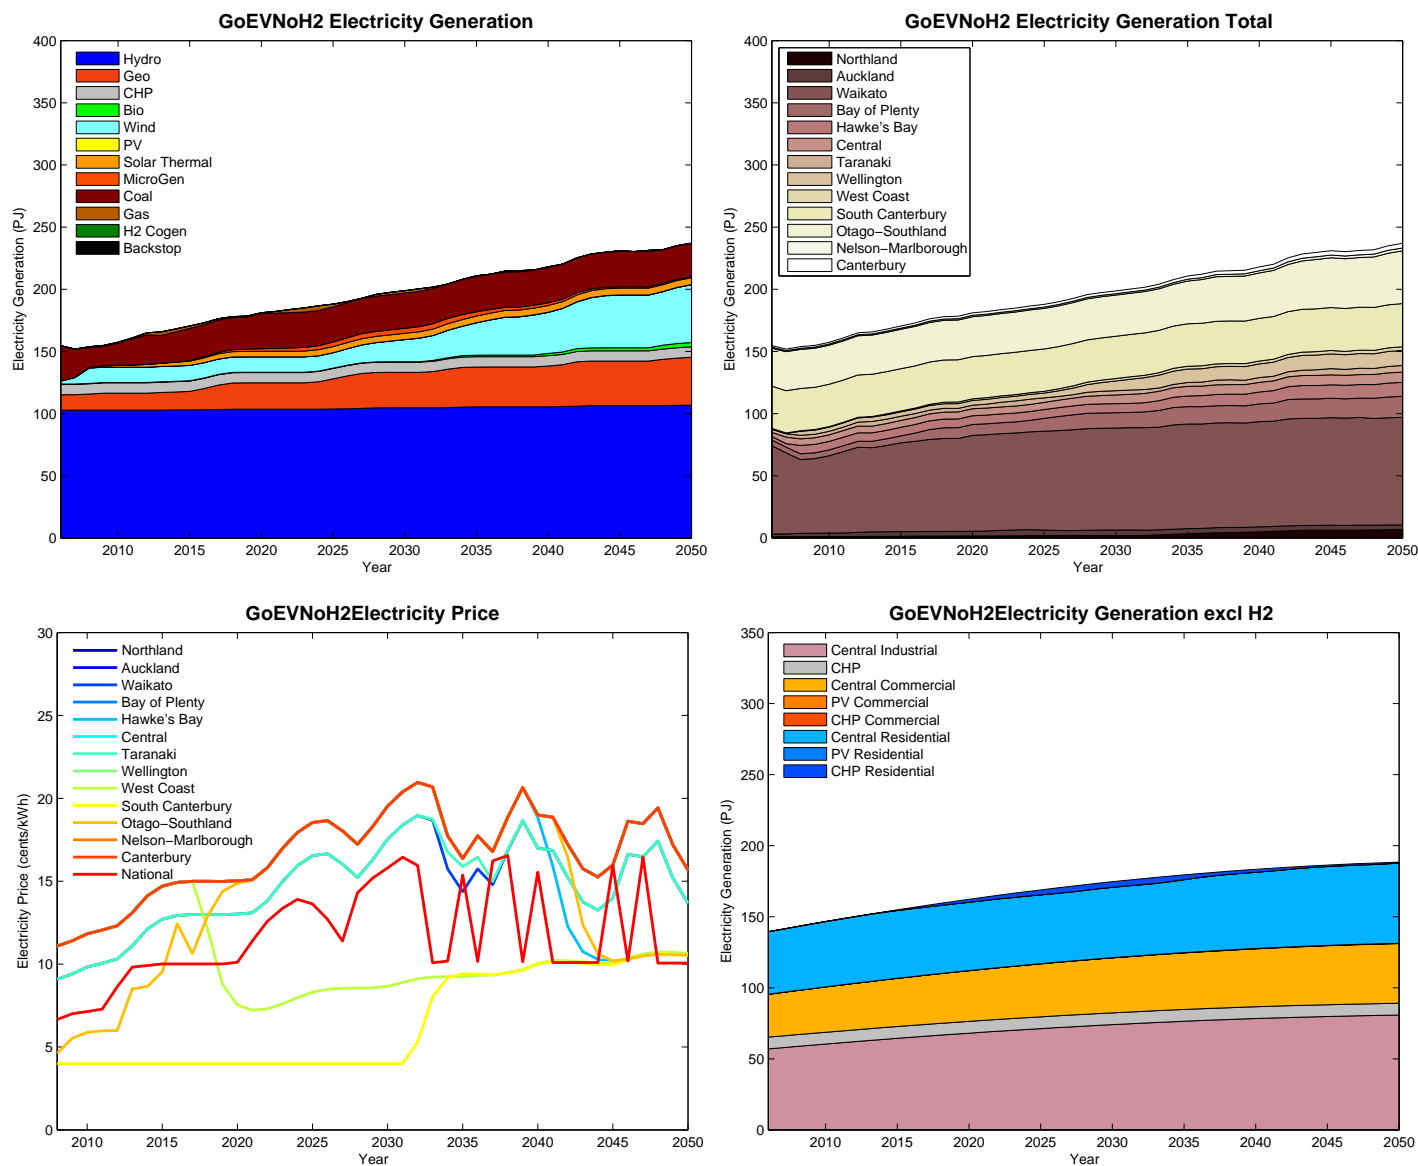 GoEVNoH2 Electricity Generation
400
350
300
250
200
150
100
50
0
Electricity Generation (PJ)
Hydro
Geo
CHP
Bio
Wind
PV
Solar Thermal
MicroGen
Coal
Gas
H2 Cogen
Backstop
2010 2015 2020 2025 2030 2035 2040 2045 2050
Year
GoEVNoH2 Electricity Generation Total
400
350
300
250
200
150
100
50
0
Electricity Generation (PJ)
Northland
Auckland
Waikato
Bay of Plenty
Hawke's Bay
Central
Taranaki
Wellington
West Coast
South Canterbury
Otago−Southland
Nelson−Marlborough
Canterbury
2010 2015 2020 2025 2030 2035 2040 2045 2050
Year
GoEVNoH2Electricity Price
30
25
20
15
10
5
0
Electricity Price (cents/kWh)
Northland
Auckland
Waikato
Bay of Plenty
Hawke's Bay
Central
Taranaki
Wellington
West Coast
South Canterbury
Otago−Southland
Nelson−Marlborough
Canterbury
National
2010 2015 2020 2025 2030 2035 2040 2045 2050
Year
GoEVNoH2Electricity Generation excl H2
350
300
250
200
150
100
50
0
Electricity Generation (PJ)
Central Industrial
CHP
Central Commercial
PV Commercial
CHP Commercial
Central Residential
PV Residential
CHP Residential
2010 2015 2020 2025 2030 2035 2040 2045 2050
Year